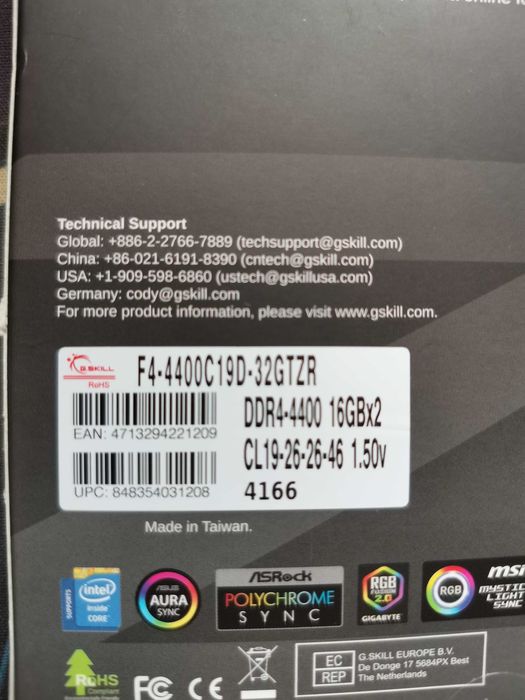 Technical Support
Global: +886-2-2766-7889 (techsupport@gskill.com)
China: +86-021-6191-8390 (cntech@gskill.com)
USA: +1-909-598-6860 (ustech@gskillusa.com)
Germany: cody@gskill.com
For more product information, please visit www.gskill.com.
G.SKILL
RoHS
F4-4400C19D-32GTZR
DDR4-4400 16GBx2
EAN: 4713294221209
CL19-26-26-46 1.50v
UPC: 848354031208
4166
Made in Taiwan.
SUPPORTS
intel
inside
CORE
ASUS
AURA
SYNC
ASRock
POLYCHROME
SYNC
RGB
FUSION
2.0
GIGABYTE
RGB
msi
MYSTIC
LIGHT
SYNC
RoHS
Compliant
FC CE
EC
REP
G.SKILL EUROPE B.V.
De Donge 17 5684PX Best
The Netherlands